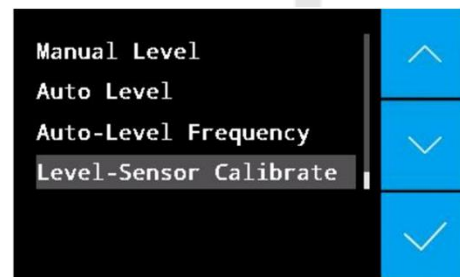 Manual Level
Auto Level
Auto-Level Frequency
Level-Sensor Calibrate